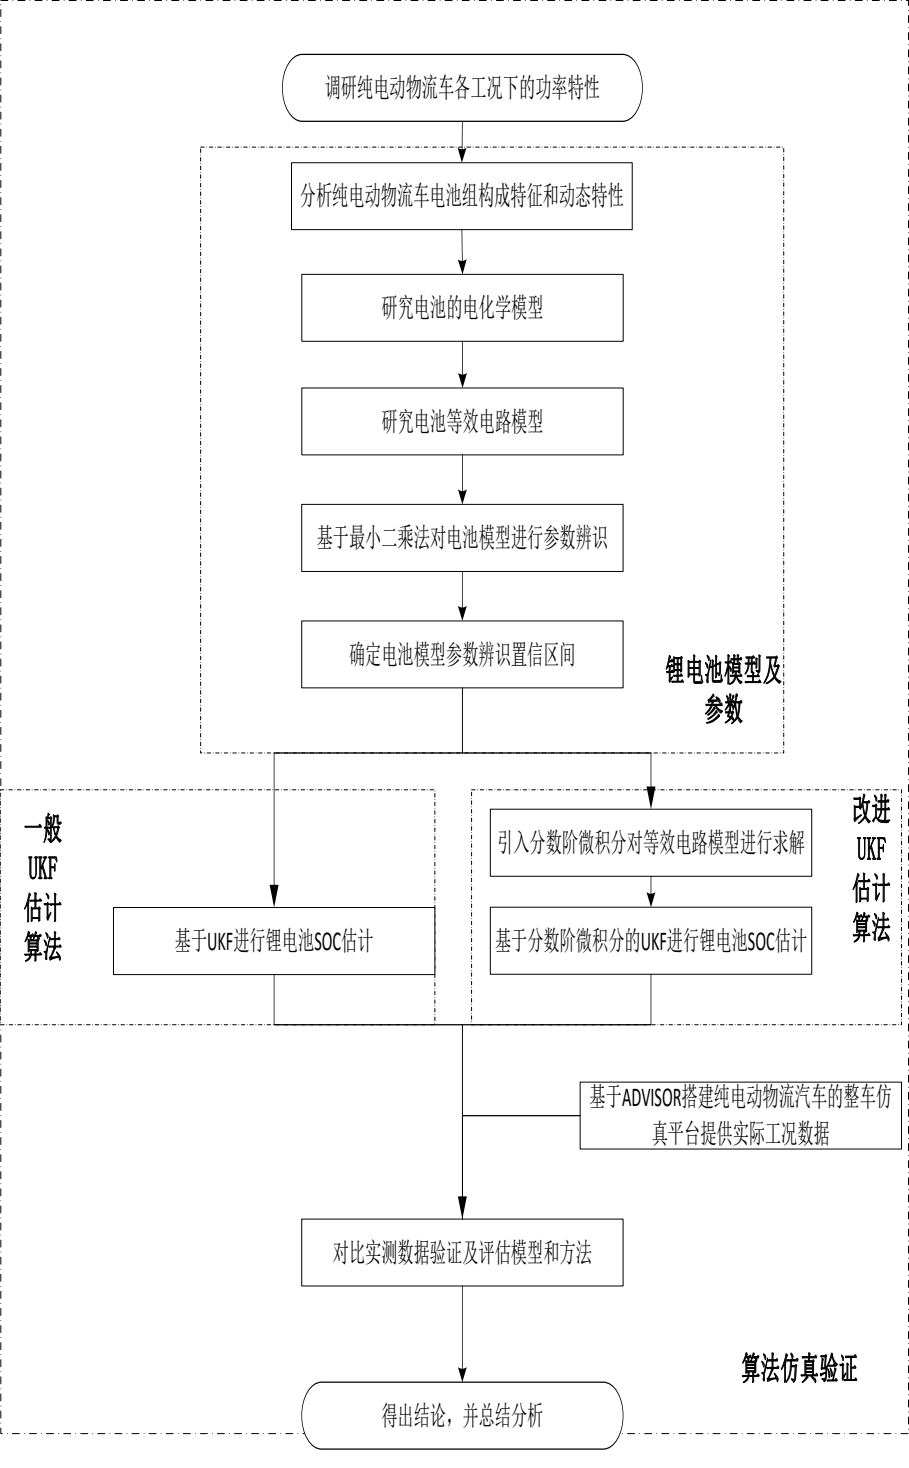 调研纯电动物流车各工况下的功率特性
分析纯电动物流车电池组构成特征和动态特性
研究电池的电化学模型
研究电池等效电路模型
基于最小二乘法对电池模型进行参数辨识
确定电池模型参数辨识置信区间
锂电池模型及
参数
一般
UKF
估计
算法
基于UKF进行锂电池SOC估计
引入分数阶微积分对等效电路模型进行求解
基于分数阶微积分的UKF进行锂电池SOC估计
改进
UKF
估计
算法
基于ADVISOR搭建纯电动物流汽车的整车仿
真平台提供实际工况数据
对比实测数据验证及评估模型和方法
算法仿真验证
得出结论，并总结分析